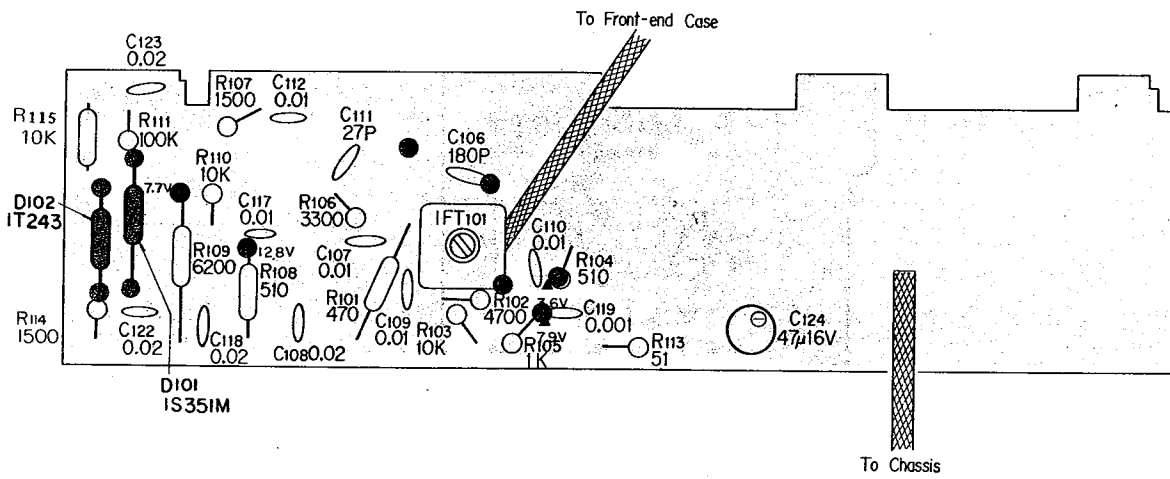 To Front-end Case
C123
0.02
R107
1500
C112
0.01
C111
27P
R115
10K
R111
100K
C106
180P
R110
10K
7.7V
D102
1T243
C117
0.01
R106
3300
IFT101
C110
0.01
12.8V
R109
6200
R108
510
C107
0.01
R104
510
R101
470
R102
4700
7.6V
C119
0.001
R114
1500
C122
0.02
C118
0.02
C108 0.02
C109
0.01
R103
10K
7.9V
R105
1K
R113
51
C124
47μ16V
D101
1S351M
To Chassis